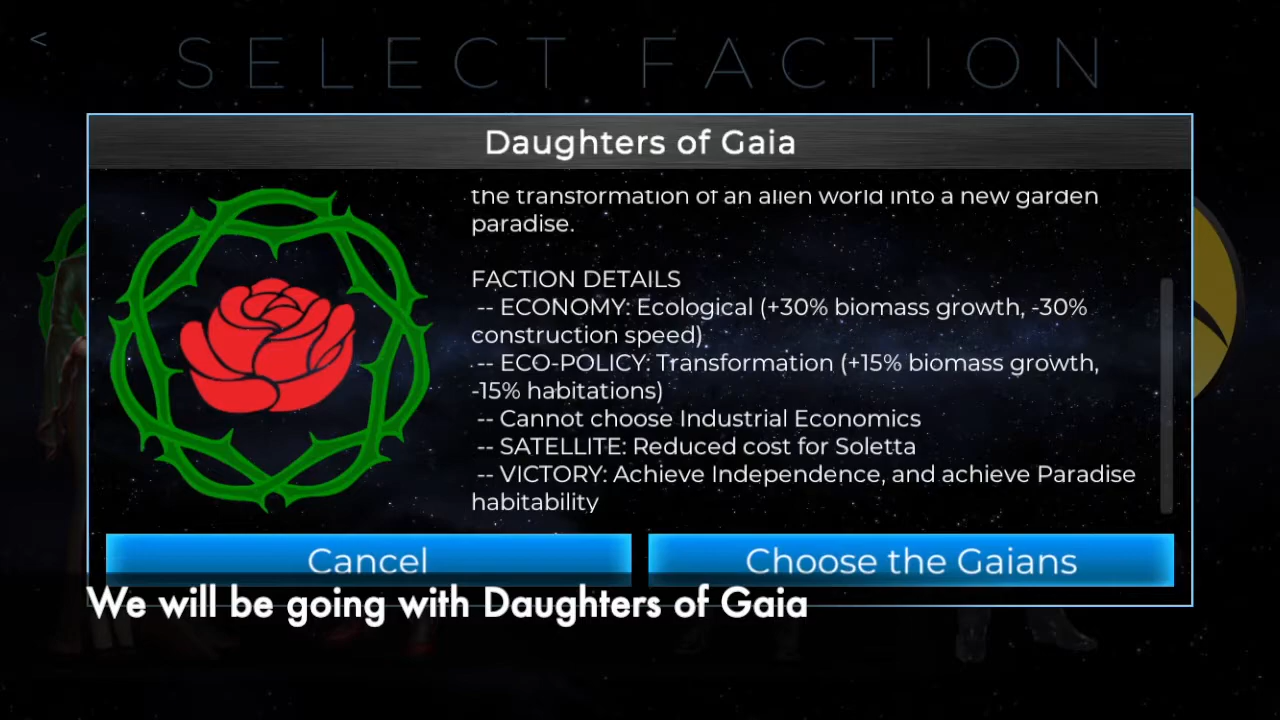 <
SELECT FACTION
Daughters of Gaia
the transformation of an alien world into a new garden
paradise.
FACTION DETAILS
-- ECONOMY: Ecological (+30% biomass growth, -30%
construction speed)
-- ECO-POLICY: Transformation (+15% biomass growth,
-15% habitations)
-- Cannot choose Industrial Economics
-- SATELLITE: Reduced cost for Soletta
-- VICTORY: Achieve Independence, and achieve Paradise
habitability
Cancel
Choose the Gaians
We will be going with Daughters of Gaia